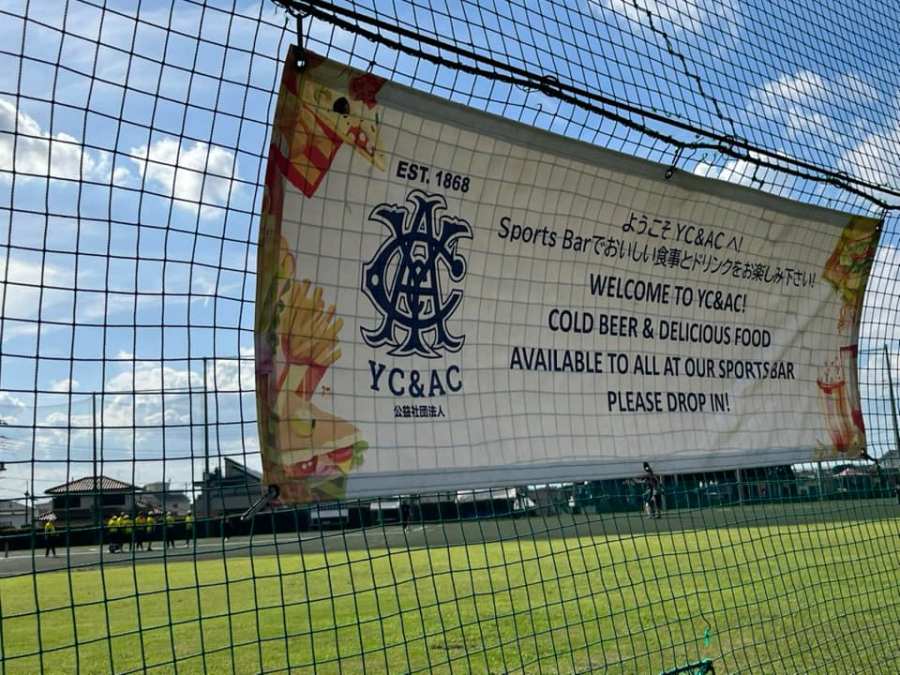 EST. 1868
YC&AC
公益社団法人
ようこそ YC&AC へ!
Sports Barでおいしい食事とドリンクをお楽しみ下さい!
WELCOME TO YC&AC!
COLD BEER & DELICIOUS FOOD
AVAILABLE TO ALL AT OUR SPORTS BAR
PLEASE DROP IN!